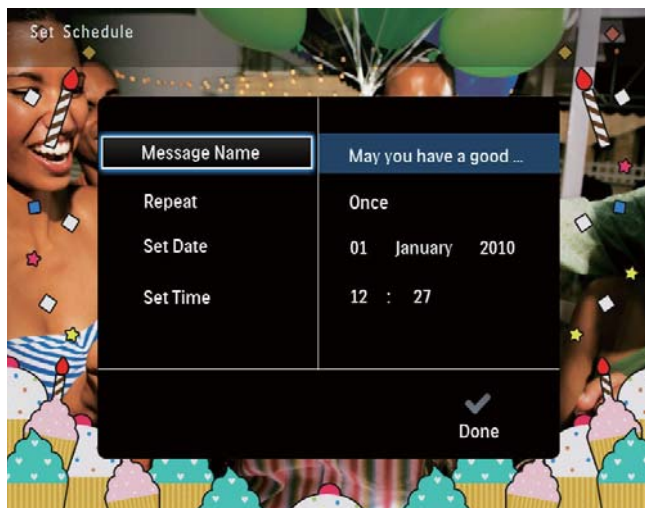 Set Schedule
Message Name May you have a good ...
Repeat Once
Set Date 01 January 2010
Set Time 12 : 27
Done